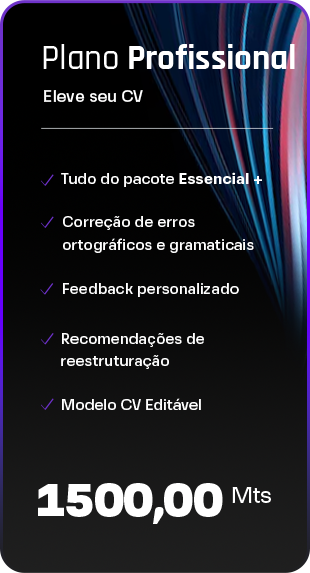 Plano Profissional
Eleve seu CV
Tudo do pacote Essencial +
Correção de erros
ortográficos e gramaticais
Feedback personalizado
Recomendações de
reestruturação
Modelo CV Editável
1500,00 Mts